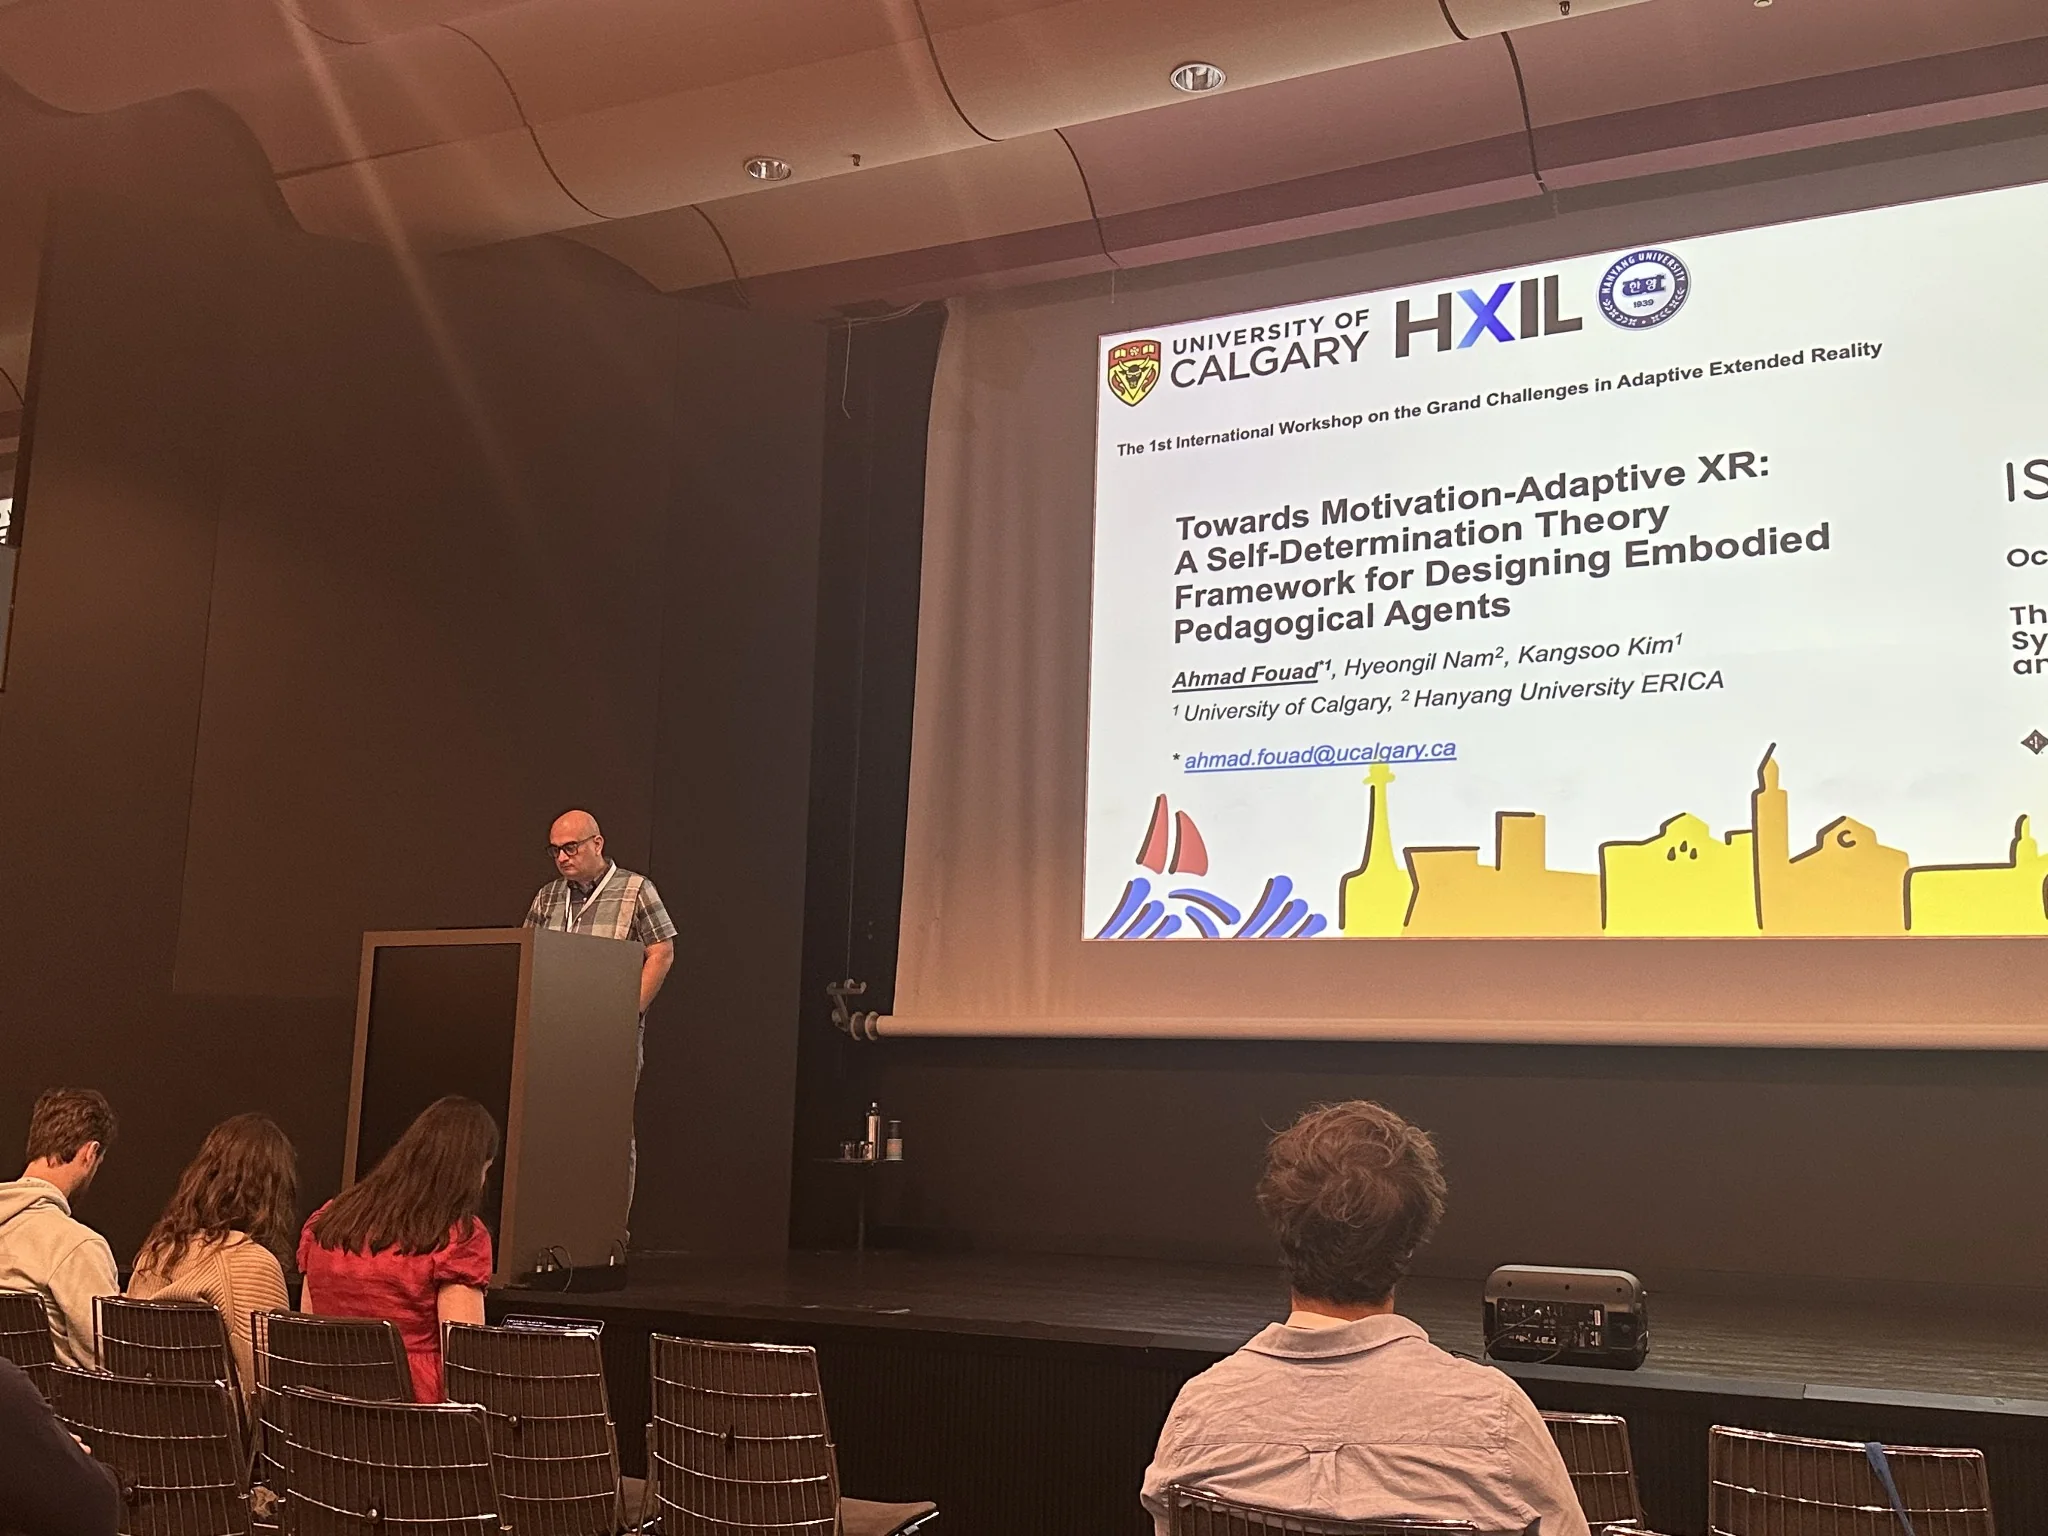 UNIVERSITY OF
CALGARY
HXIL
HANYANG UNIVERSITY
한양
1939
The 1st International Workshop on the Grand Challenges in Adaptive Extended Reality
Towards Motivation-Adaptive XR:
A Self-Determination Theory
Framework for Designing Embodied
Pedagogical Agents
Ahmad Fouad*1, Hyeongil Nam2, Kangsoo Kim1
1 University of Calgary, 2 Hanyang University ERICA
* ahmad.fouad@ucalgary.ca
IS
Oc
Th
Sy
an
C